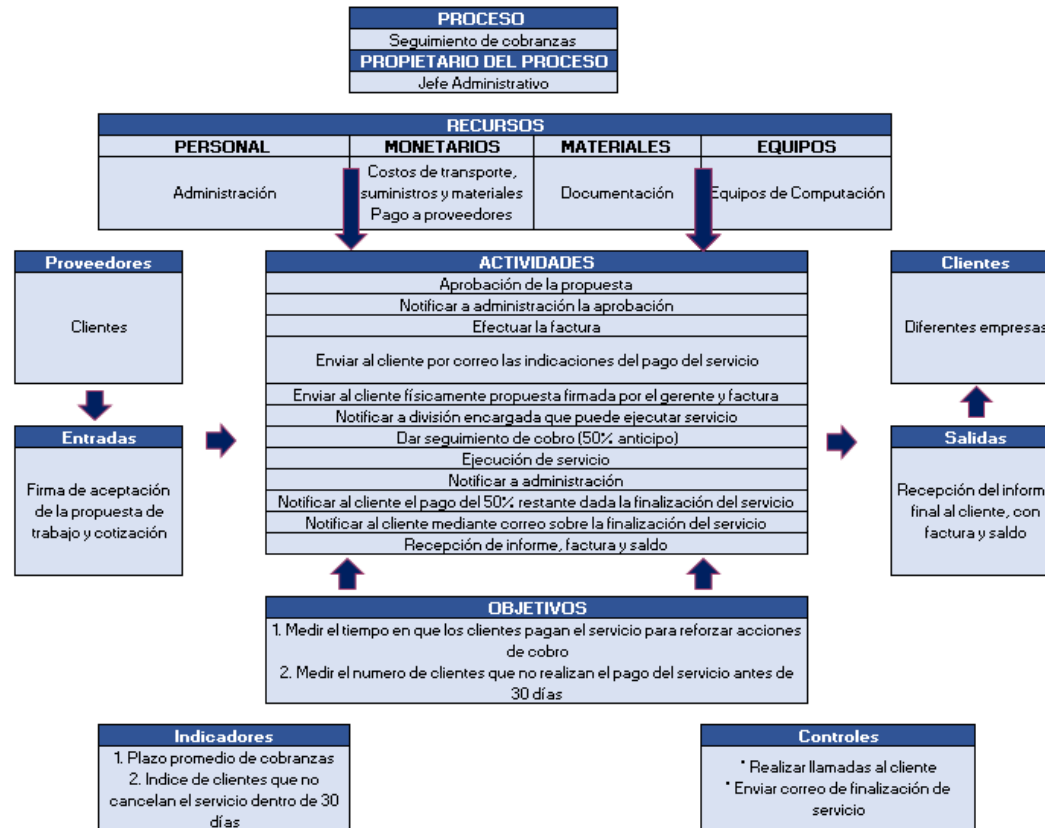 PROCESO
Seguimiento de cobranzas
PROPIETARIO DEL PROCESO
Jefe Administrativo
RECURSOS
PERSONAL
MONETARIOS
MATERIALES
EQUIPOS
Administración
Costos de transporte,
suministros y materiales
Pago a proveedores
Documentación
Equipos de Computación
Proveedores
Clientes
Entradas
Firma de aceptación
de la propuesta de
trabajo y cotización
ACTIVIDADES
Aprobación de la propuesta
Notificar a administración la aprobación
Efectuar la factura
Enviar al cliente por correo las indicaciones del pago del servicio
Enviar al cliente físicamente propuesta firmada por el gerente y factura
Notificar a división encargada que puede ejecutar servicio
Dar seguimiento de cobro (50% anticipo)
Ejecución de servicio
Notificar a administración
Notificar al cliente el pago del 50% restante dada la finalización del servicio
Notificar al cliente mediante correo sobre la finalización del servicio
Recepción de informe, factura y saldo
Clientes
Diferentes empresas
Salidas
Recepción del informe
final al cliente, con
factura y saldo
OBJETIVOS
1. Medir el tiempo en que los clientes pagan el servicio para reforzar acciones
de cobro
2. Medir el numero de clientes que no realizan el pago del servicio antes de
30 días
Indicadores
1. Plazo promedio de cobranzas
2. Indice de clientes que no
cancelan el servicio dentro de 30
días
Controles
* Realizar llamadas al cliente
* Enviar correo de finalización de
servicio